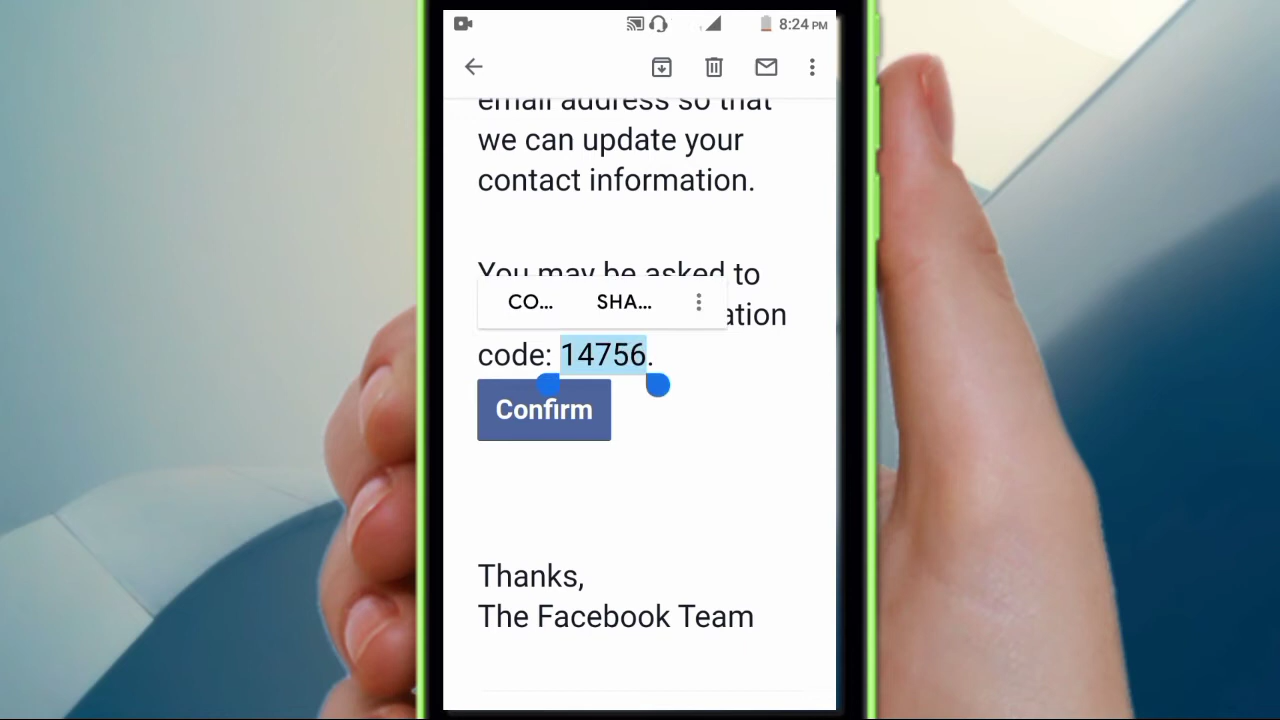 8:24 PM
email address so that
we can update your
contact information.
You may be asked to
CO... SHA...
ation
code: 14756.
Confirm
Thanks,
The Facebook Team